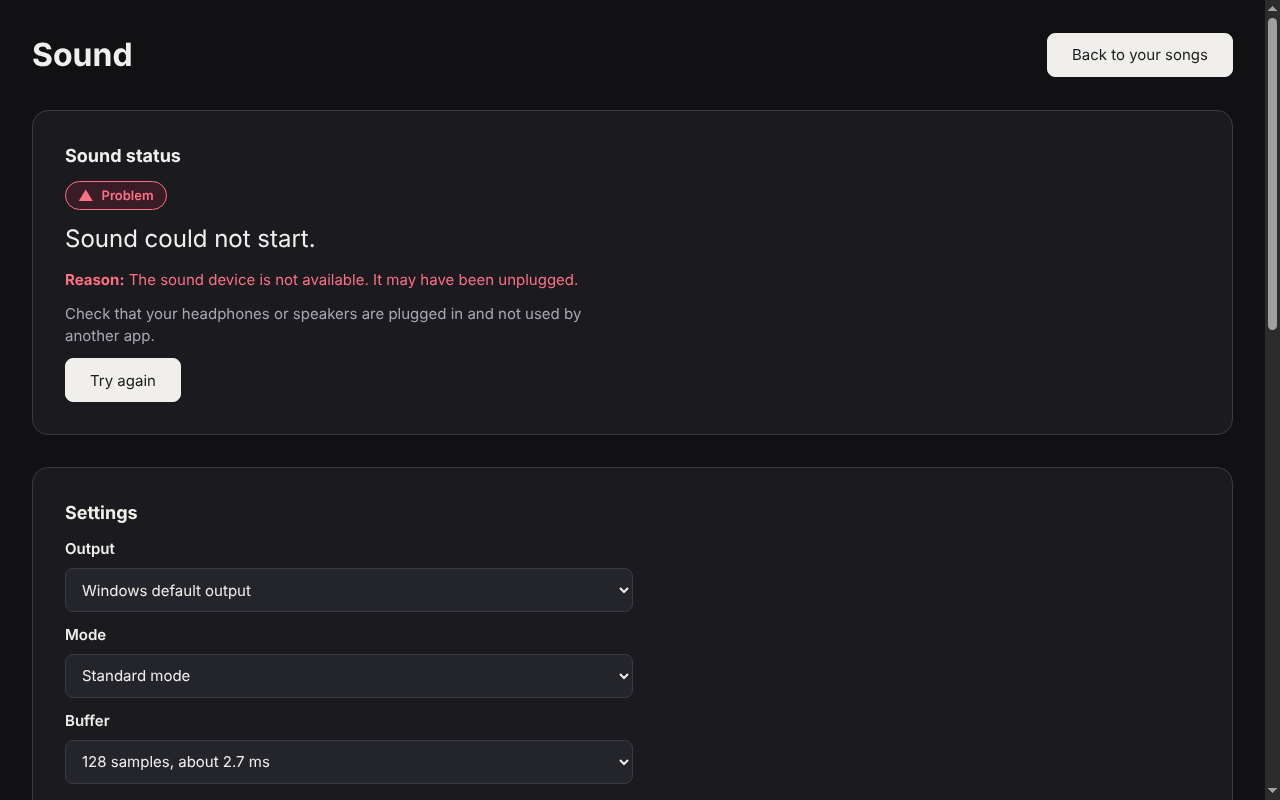 Sound
Back to your songs
Sound status
Problem
Sound could not start.
Reason: The sound device is not available. It may have been unplugged.
Check that your headphones or speakers are plugged in and not used by
another app.
Try again
Settings
Output
Windows default output
Mode
Standard mode
Buffer
128 samples, about 2.7 ms